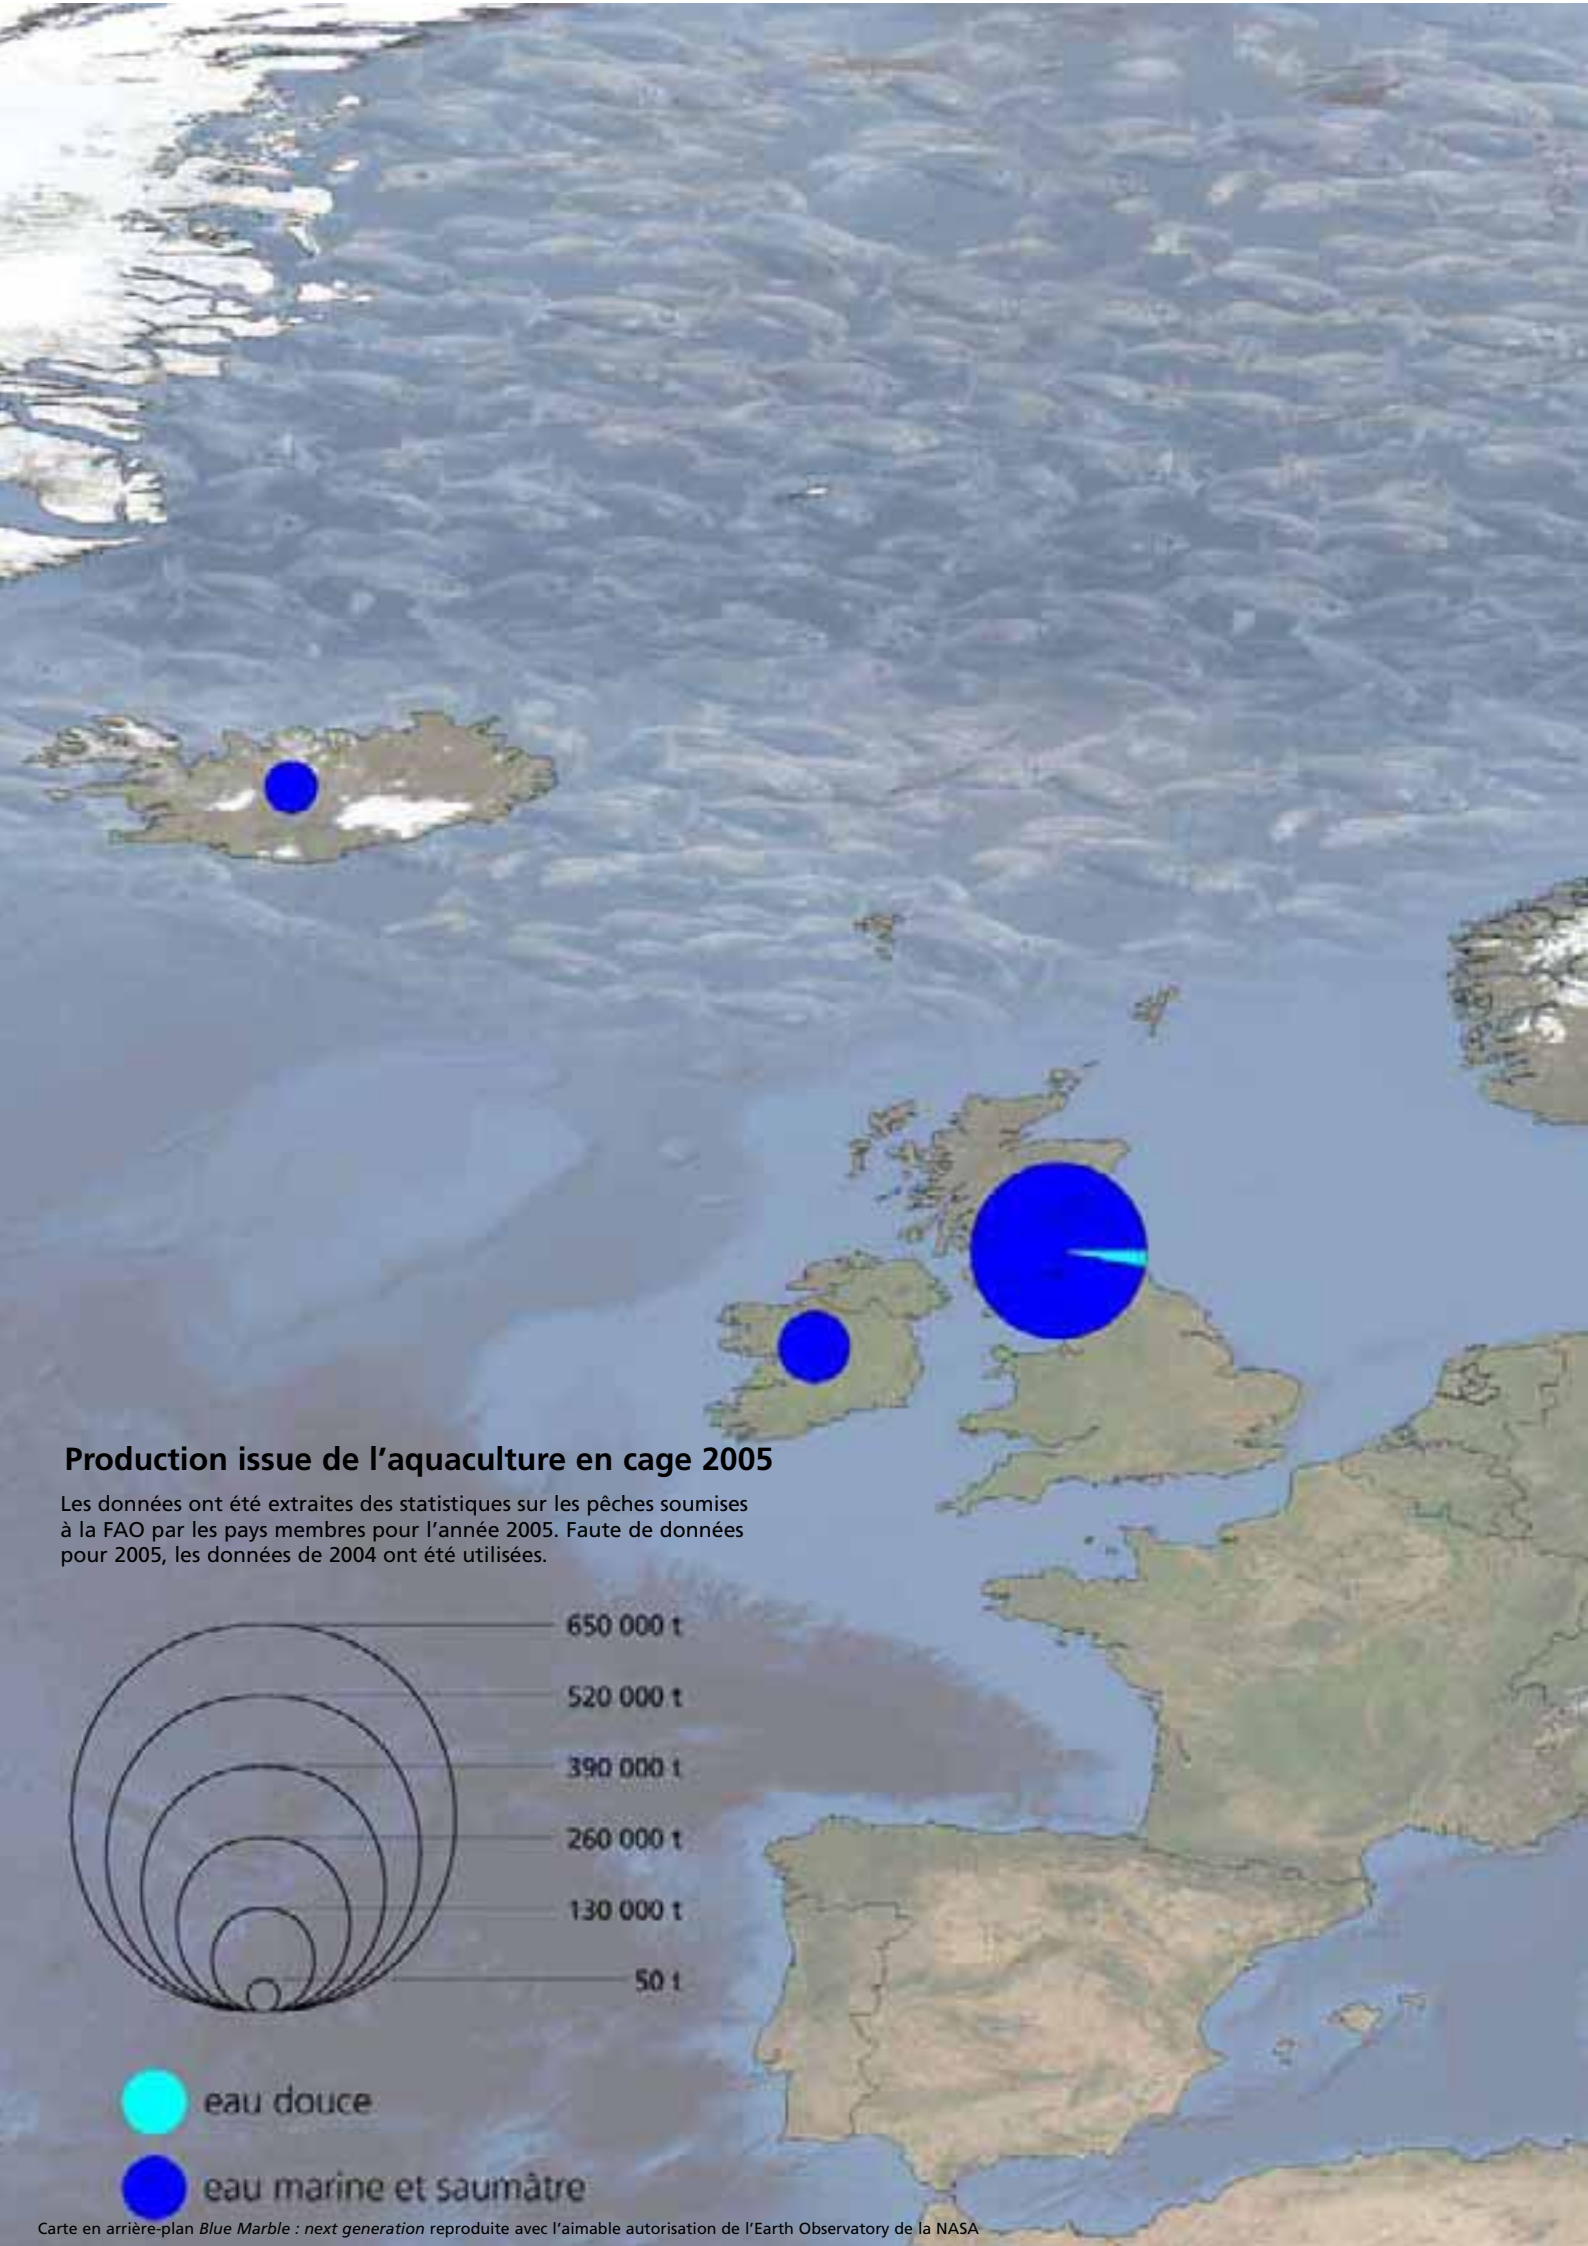 Production issue de l'aquaculture en cage 2005
Les données ont été extraites des statistiques sur les pêches soumises
à la FAO par les pays membres pour l'année 2005. Faute de données
pour 2005, les données de 2004 ont été utilisées.
650 000 t
520 000 t
390 000 t
260 000 t
130 000 t
50 t
eau douce
eau marine et saumâtre
Carte en arrière-plan Blue Marble : next generation reproduite avec l'aimable autorisation de l'Earth Observatory de la NASA